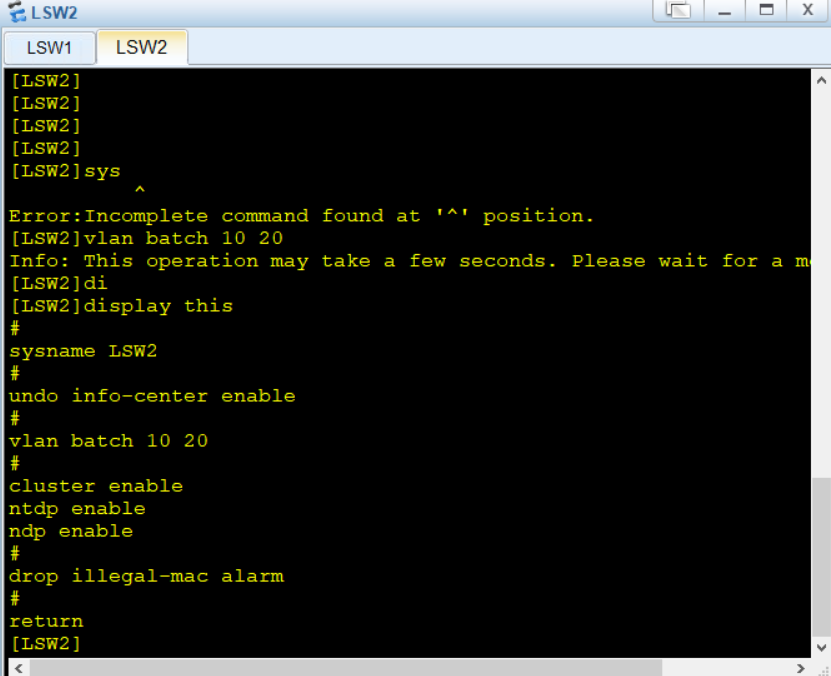 LSW2
LSW1 LSW2
[LSW2]
[LSW2]
[LSW2]
[LSW2]
[LSW2]sys
^
Error:Incomplete command found at '^' position.
[LSW2]vlan batch 10 20
Info: This operation may take a few seconds. Please wait for a
[LSW2]di
[LSW2]display this
#
sysname LSW2
#
undo info-center enable
#
vlan batch 10 20
#
cluster enable
ntdp enable
ndp enable
#
drop illegal-mac alarm
#
return
[LSW2]